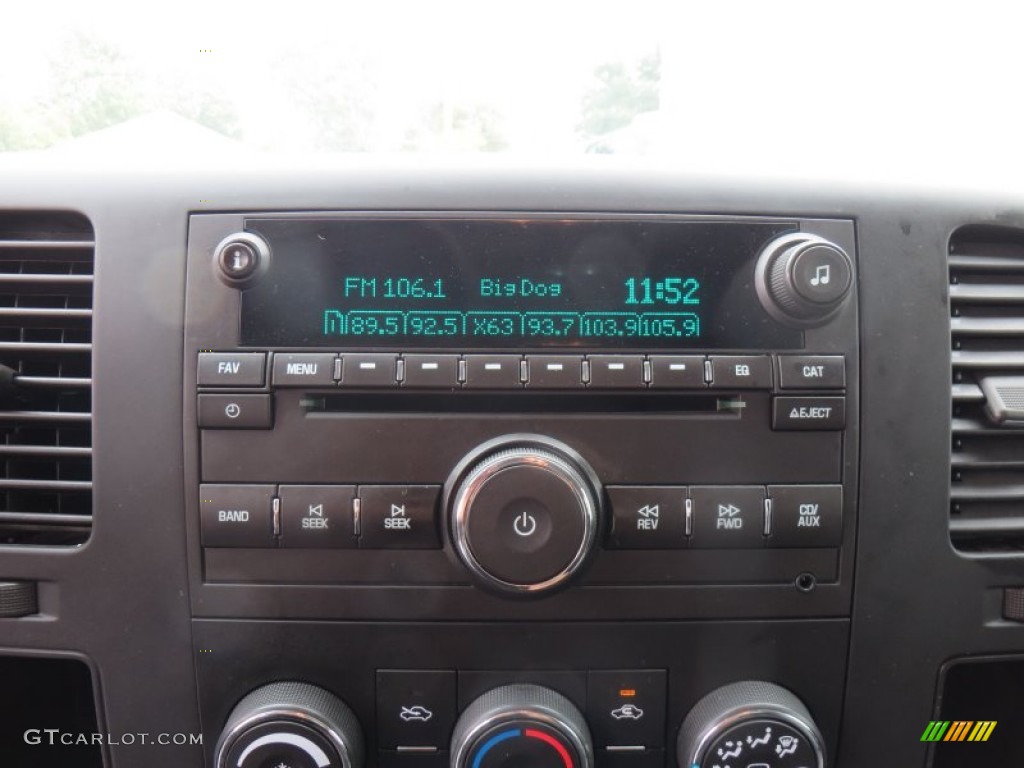 i
FM 106.1 Big Dog 11:52
89.5 92.5 X63 93.7 103.9 105.9
FAV MENU EQ CAT
EJECT
BAND SEEK SEEK REV FWD CD/AUX
GTCARLOT.COM